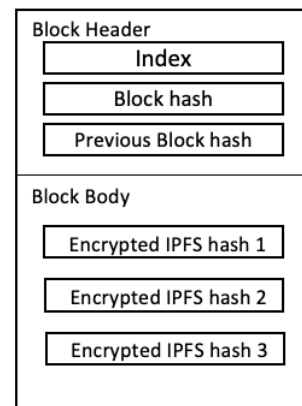 Block Header
Index
Block hash
Previous Block hash
Block Body
Encrypted IPFS hash 1
Encrypted IPFS hash 2
Encrypted IPFS hash 3